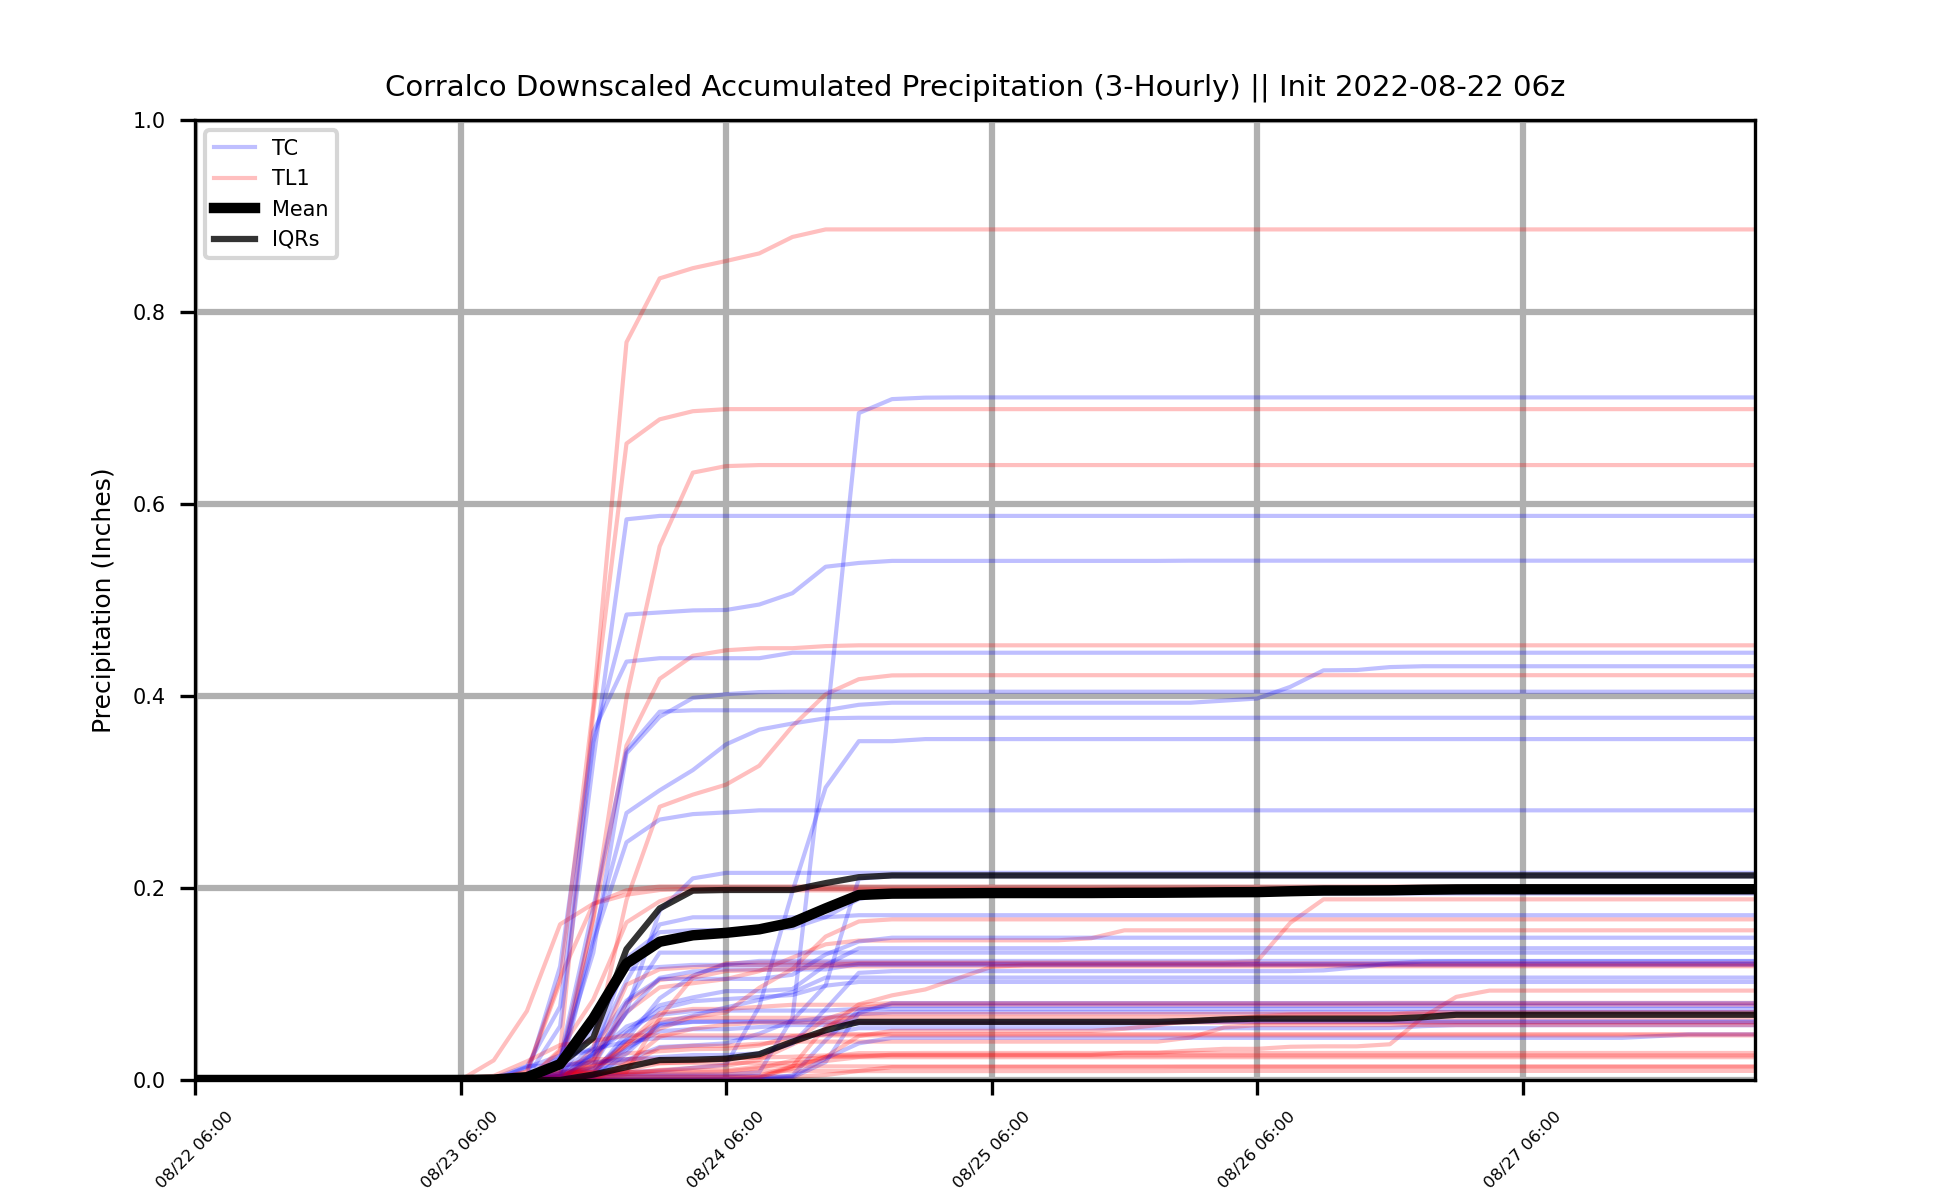 Corralco Downscaled Accumulated Precipitation (3-Hourly) || Init 2022-08-22 06z
TC
TL1
Mean
IQRs
Precipitation (Inches)
1.0
0.8
0.6
0.4
0.2
0.0
08/22 06:00
08/23 06:00
08/24 06:00
08/25 06:00
08/26 06:00
08/27 06:00